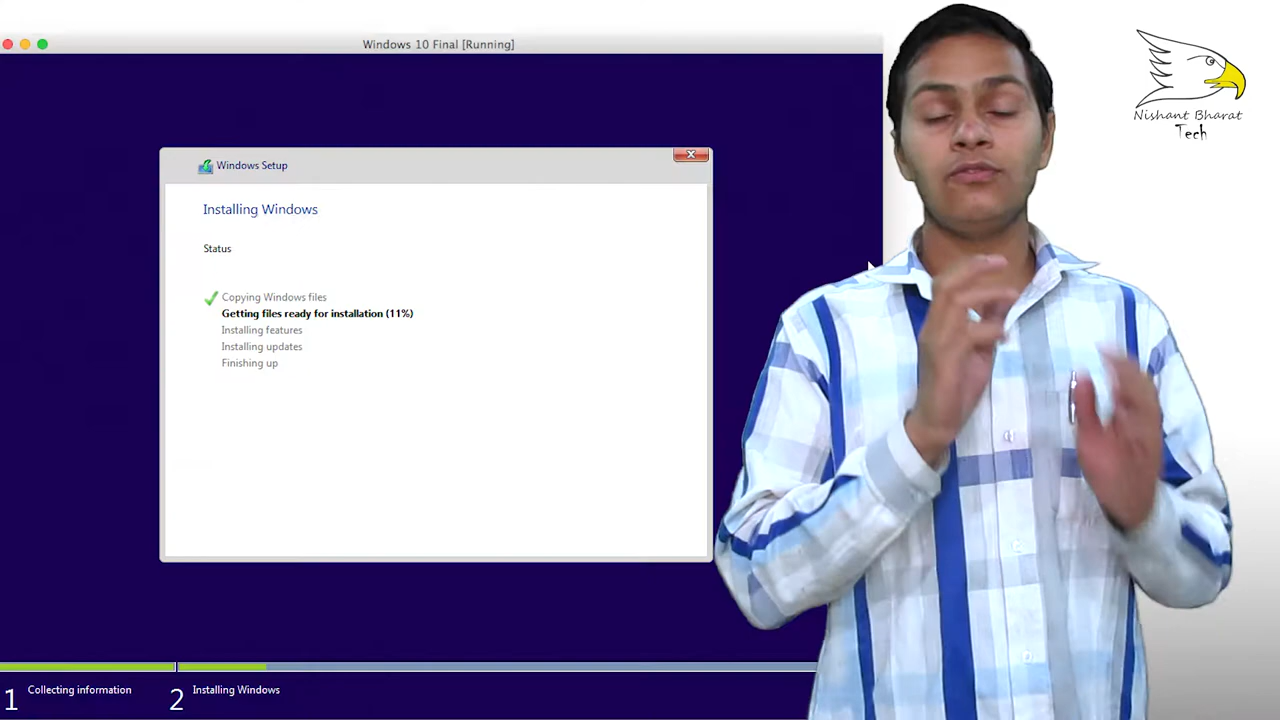 Windows 10 Final [Running]
Nishant Bharat
Tech
Windows Setup
Installing Windows
Status
Copying Windows files
Getting files ready for installation (11%)
Installing features
Installing updates
Finishing up
1 Collecting information
2 Installing Windows